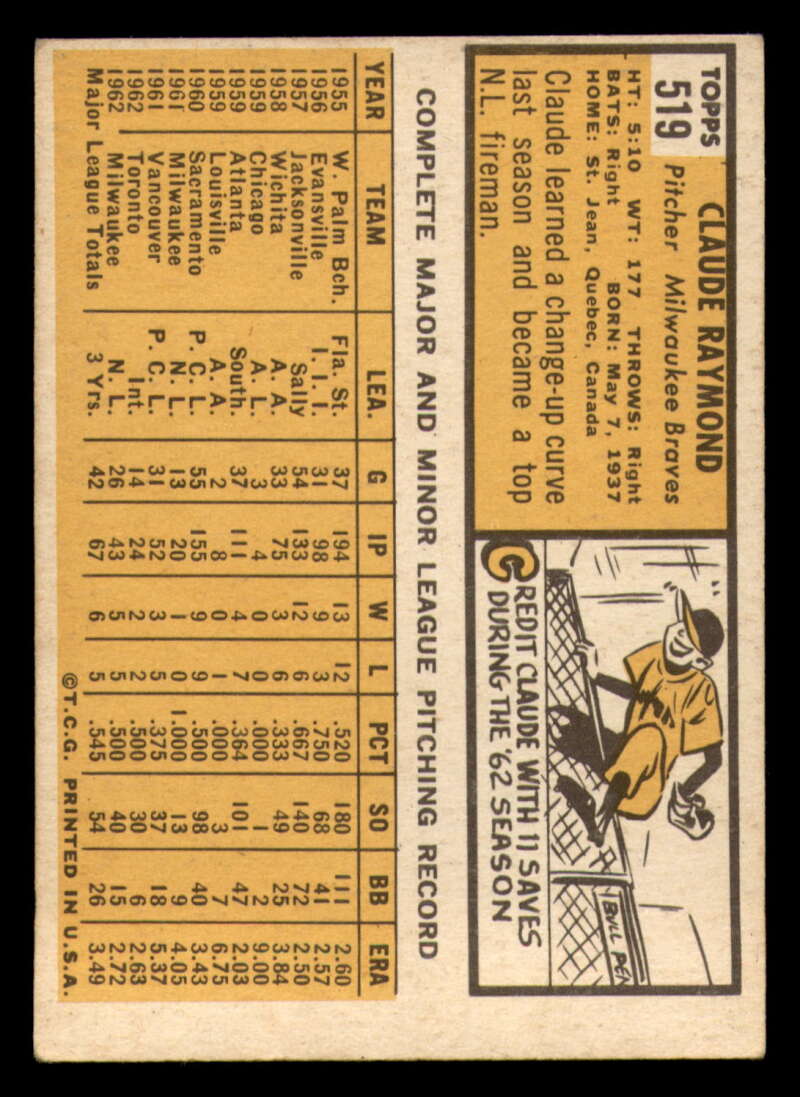 TOPPS
519
CLAUDE RAYMOND
Pitcher Milwaukee Braves
HT: 5:10 WT: 177 THROWS: Right
BATS: Right BORN: May 7, 1937
HOME: St. Jean, Quebec, Canada
Claude learned a change-up curve
last season and became a top
N.L. fireman.
BULL PEN
CREDIT CLAUDE WITH 11 SAVES
DURING THE '62 SEASON
COMPLETE MAJOR AND MINOR LEAGUE PITCHING RECORD
YEAR TEAM LEA. G IP W L PCT SO BB ERA
1955 W. Palm Bch. Fla. St. 37 194 13 12 .520 180 111 2.60
1956 Evansville I. I. I. 31 98 9 3 .750 68 41 2.57
1957 Jacksonville Sally 54 133 12 6 .667 140 72 2.50
1958 Wichita A. A. 33 75 3 6 .333 49 25 3.84
1959 Chicago A. L. 3 4 0 0 .000 1 2 9.00
1959 Atlanta South. 37 111 4 7 .364 101 47 2.03
1959 Louisville A. A. 2 8 0 1 .000 3 7 6.75
1960 Sacramento P. C. L. 55 155 9 9 .500 98 40 3.43
1961 Milwaukee N. L. 13 20 1 0 1.000 13 9 4.05
1961 Vancouver P. C. L. 31 52 3 5 .375 37 18 5.37
1962 Toronto Int. 14 24 2 2 .500 30 6 2.63
1962 Milwaukee N. L. 26 43 5 5 .500 40 15 2.72
Major League Totals 3 Yrs. 42 67 6 5 .545 54 26 3.49
©T.C.G. PRINTED IN U.S.A.